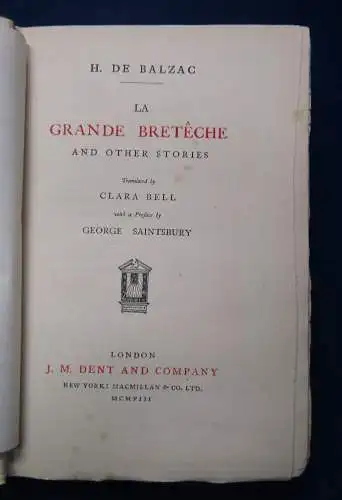 H. DE BALZAC
LA
GRANDE BRETÊCHE
AND OTHER STORIES
Translated by
CLARA BELL
with a Preface by
GEORGE SAINTSBURY
LONDON
J. M. DENT AND COMPANY
NEW YORK: MACMILLAN & CO. LTD.
MCMVIII